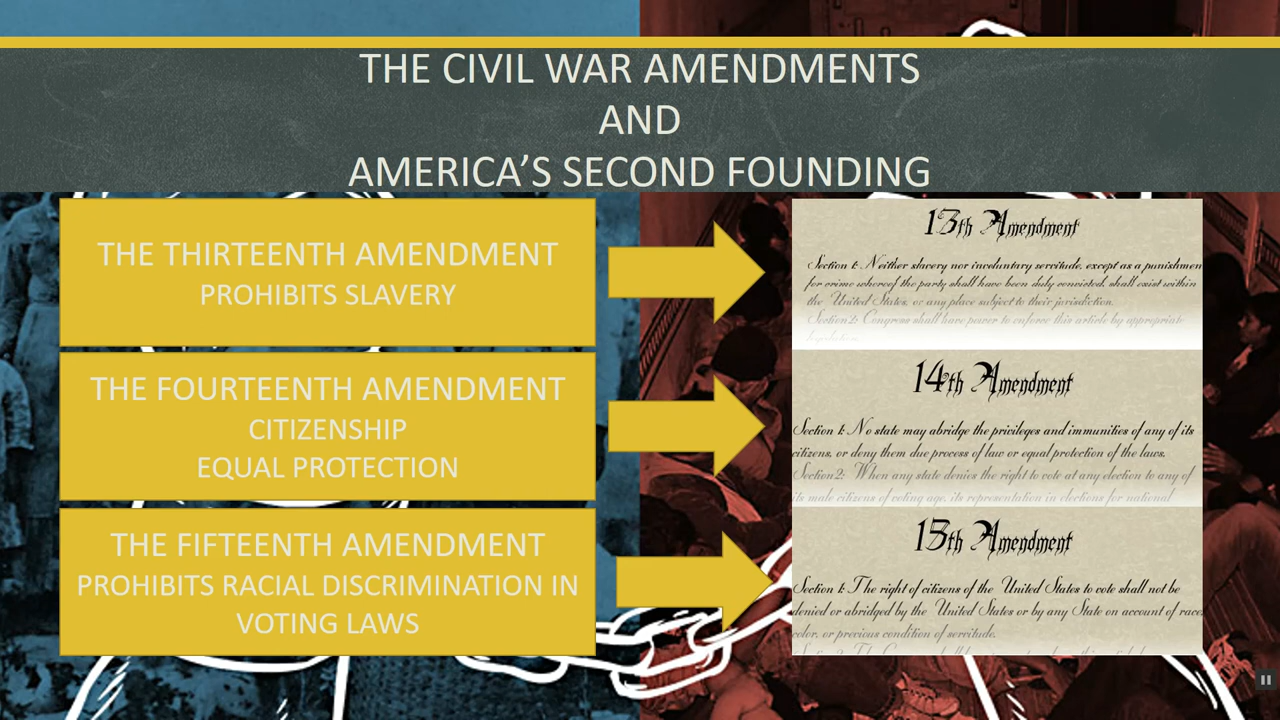 THE CIVIL WAR AMENDMENTS
AND
AMERICA'S SECOND FOUNDING
THE THIRTEENTH AMENDMENT
PROHIBITS SLAVERY
13th Amendment
Section 1: Neither slavery nor involuntary servitude, except as a punishmen
for crime whereof the party shall have been duly convicted, shall exist within
the United States, or any place subject to their jurisdiction.
Section2: Congress shall have power to enforce this article by appropriate
legislation.
THE FOURTEENTH AMENDMENT
CITIZENSHIP
EQUAL PROTECTION
14th Amendment
Section 1: No state may abridge the privileges and immunities of any of its
citizens, or deny them due process of law or equal protection of the laws.
Section2: When any state denies the right to vote at any election to any of
its male citizens of voting age, its representation in elections for national
THE FIFTEENTH AMENDMENT
PROHIBITS RACIAL DISCRIMINATION IN
VOTING LAWS
15th Amendment
Section 1: The right of citizens of the United States to vote shall not be
denied or abridged by the United States or by any State on account of race,
color, or previous condition of servitude.